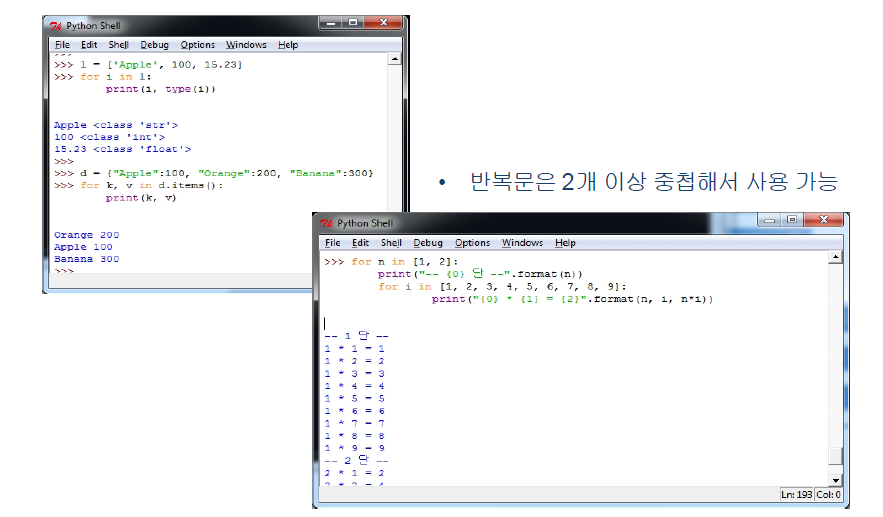 Python Shell
File Edit Shell Debug Options Windows Help
>>> l = ['Apple', 100, 15.23]
>>> for i in l:
print(i, type(i))
Apple <class 'str'>
100 <class 'int'>
15.23 <class 'float'>
>>>
>>> d = {"Apple":100, "Orange":200, "Banana":300}
>>> for k, v in d.items():
print(k, v)
Orange 200
Apple 100
Banana 300
>>>
• 반복문은 2개 이상 중첩해서 사용 가능
Python Shell
File Edit Shell Debug Options Windows Help
>>> for n in [1, 2]:
print("-- {0} 단 --".format(n))
for i in [1, 2, 3, 4, 5, 6, 7, 8, 9]:
print("{0} * {1} = {2}".format(n, i, n*i))
-- 1 단 --
1 * 1 = 1
1 * 2 = 2
1 * 3 = 3
1 * 4 = 4
1 * 5 = 5
1 * 6 = 6
1 * 7 = 7
1 * 8 = 8
1 * 9 = 9
-- 2 단 --
2 * 1 = 2
Ln: 193 Col: 0